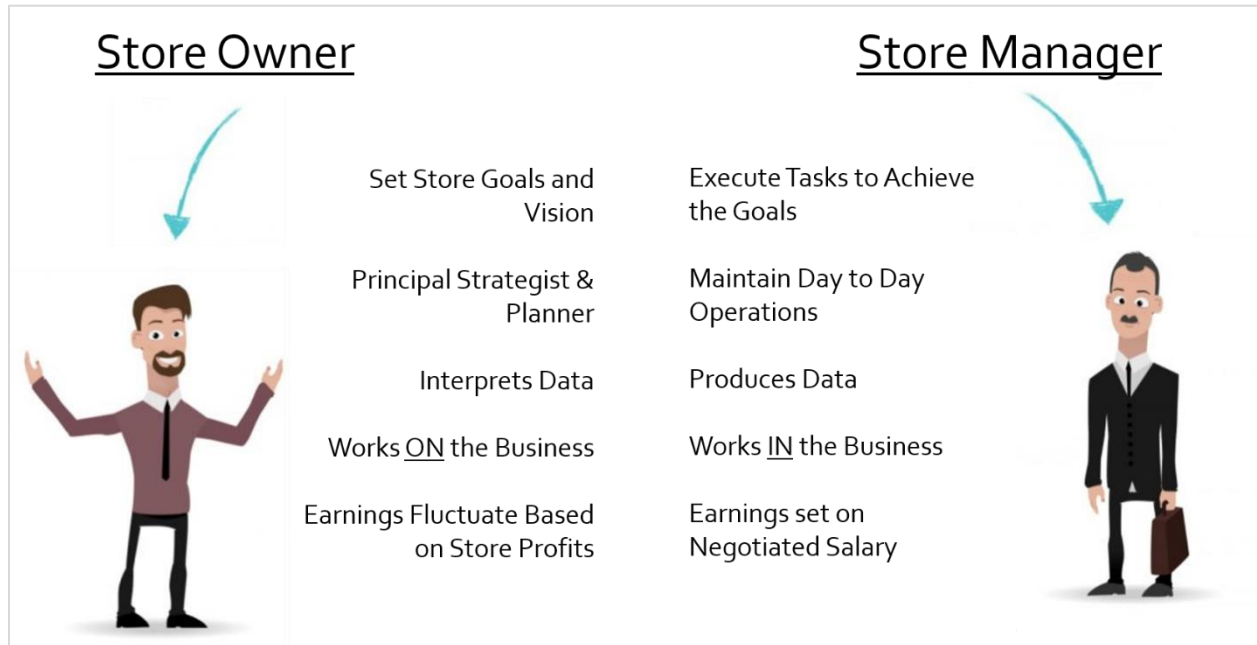 Store Owner
Store Manager
Set Store Goals and
Vision
Execute Tasks to Achieve
the Goals
Principal Strategist &
Planner
Maintain Day to Day
Operations
Interprets Data
Produces Data
Works ON the Business
Works IN the Business
Earnings Fluctuate Based
on Store Profits
Earnings set on
Negotiated Salary